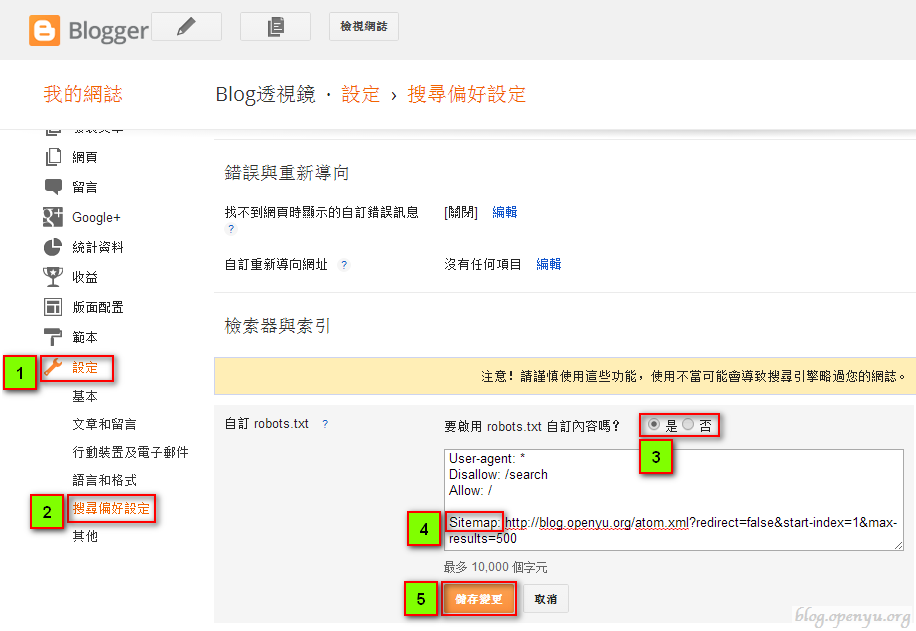 Blogger
檢視網誌
我的網誌
Blog透視鏡 · 設定 › 搜尋偏好設定
網頁
留言
Google+
統計資料
收益
版面配置
範本
1 設定
基本
文章和留言
行動裝置及電子郵件
語言和格式
2 搜尋偏好設定
其他
錯誤與重新導向
找不到網頁時顯示的自訂錯誤訊息 [關閉] 編輯
?
自訂重新導向網址 ? 沒有任何項目 編輯
檢索器與索引
注意！請謹慎使用這些功能，使用不當可能會導致搜尋引擎略過您的網誌。
自訂 robots.txt ? 要啟用 robots.txt 自訂內容嗎? 是 否
3
User-agent: *
Disallow: /search
Allow: /
4 Sitemap: http://blog.openyu.org/atom.xml?redirect=false&start-index=1&max-
results=500
最多 10,000 個字元
5 儲存變更 取消
blog.openyu.org